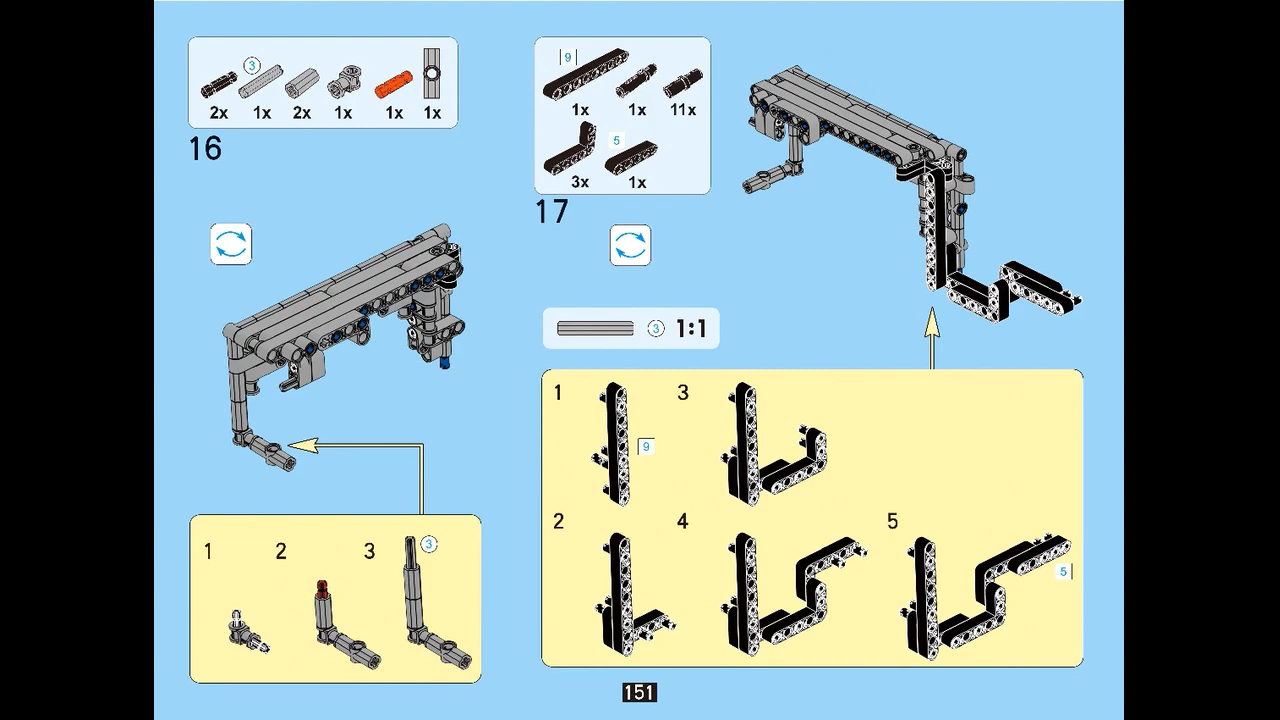 3
2x 1x 2x 1x 1x 1x
16
9
1x 1x 11x
5
3x 1x
17
3 1:1
1 2 3 3
1 9 3
2 4 5 5
151